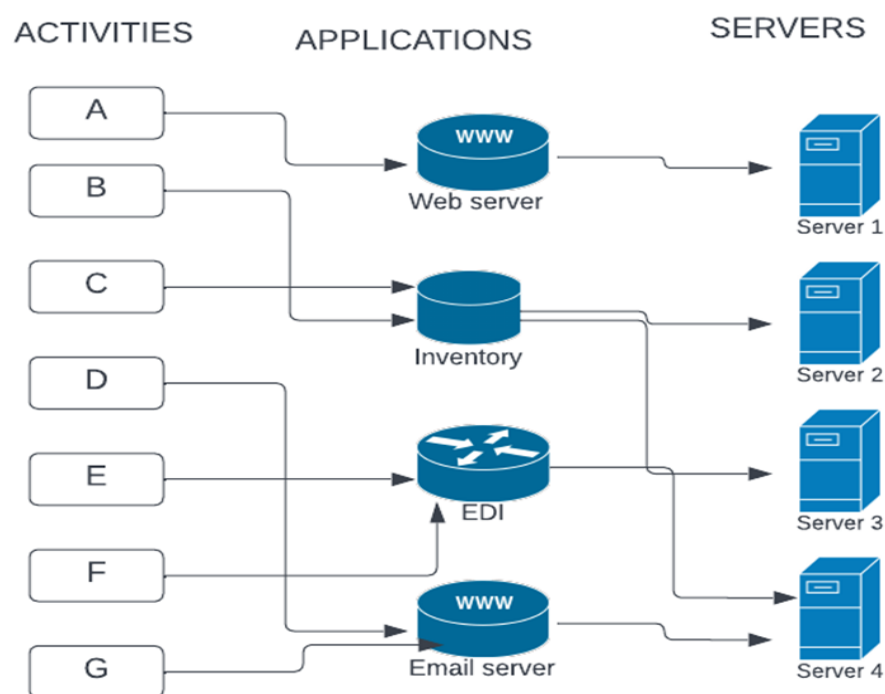 ACTIVITIES
APPLICATIONS
SERVERS
A
B
C
D
E
F
G
WWW
Web server
Inventory
EDI
WWW
Email server
Server 1
Server 2
Server 3
Server 4